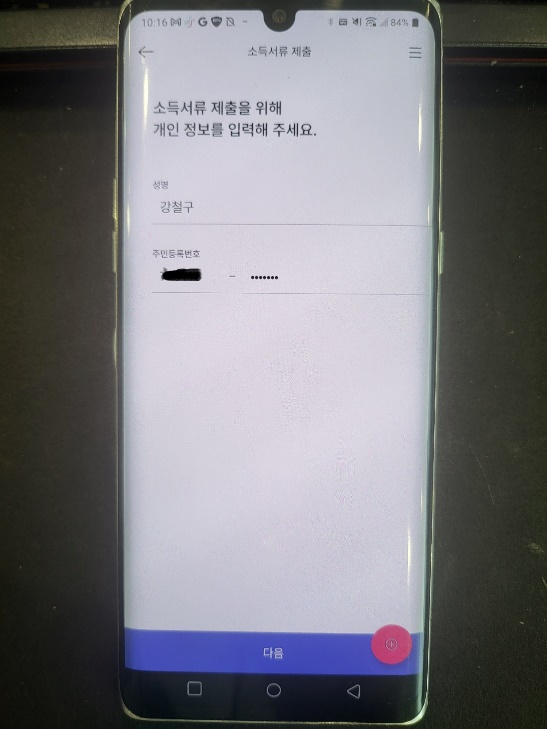 10:16 84%
소득서류 제출
소득서류 제출을 위해
개인 정보를 입력해 주세요.
성명
강철구
주민등록번호
- •••••••
다음